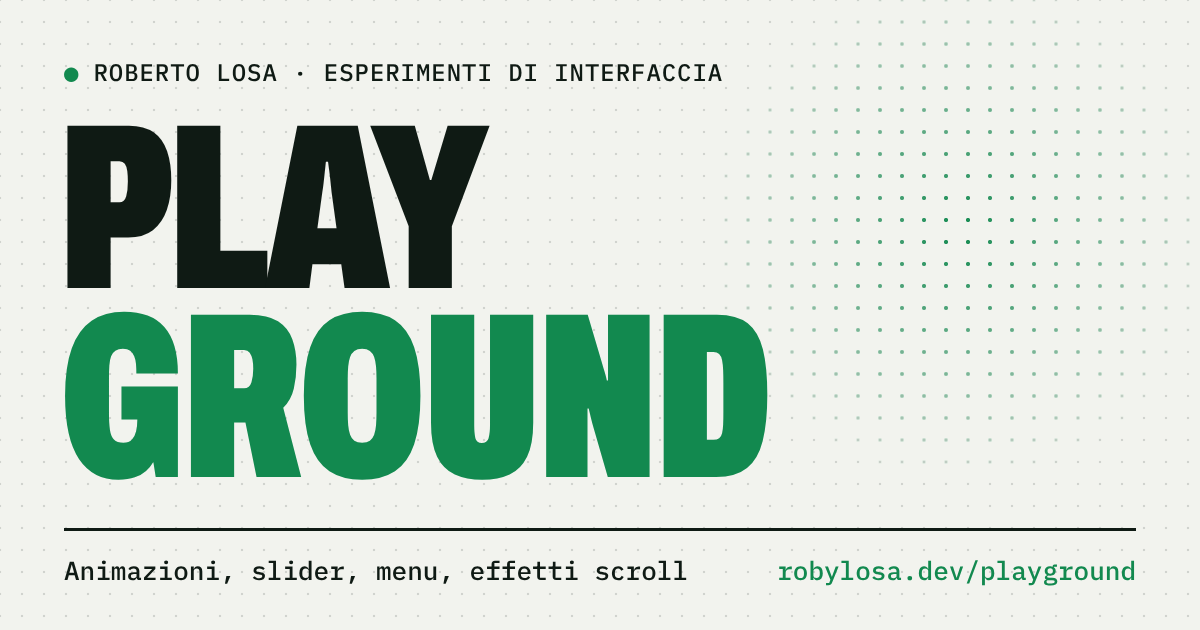 ROBERTO LOSA · ESPERIMENTI DI INTERFACCIA
PLAY
GROUND
Animazioni, slider, menu, effetti scroll
robylosa.dev/playground